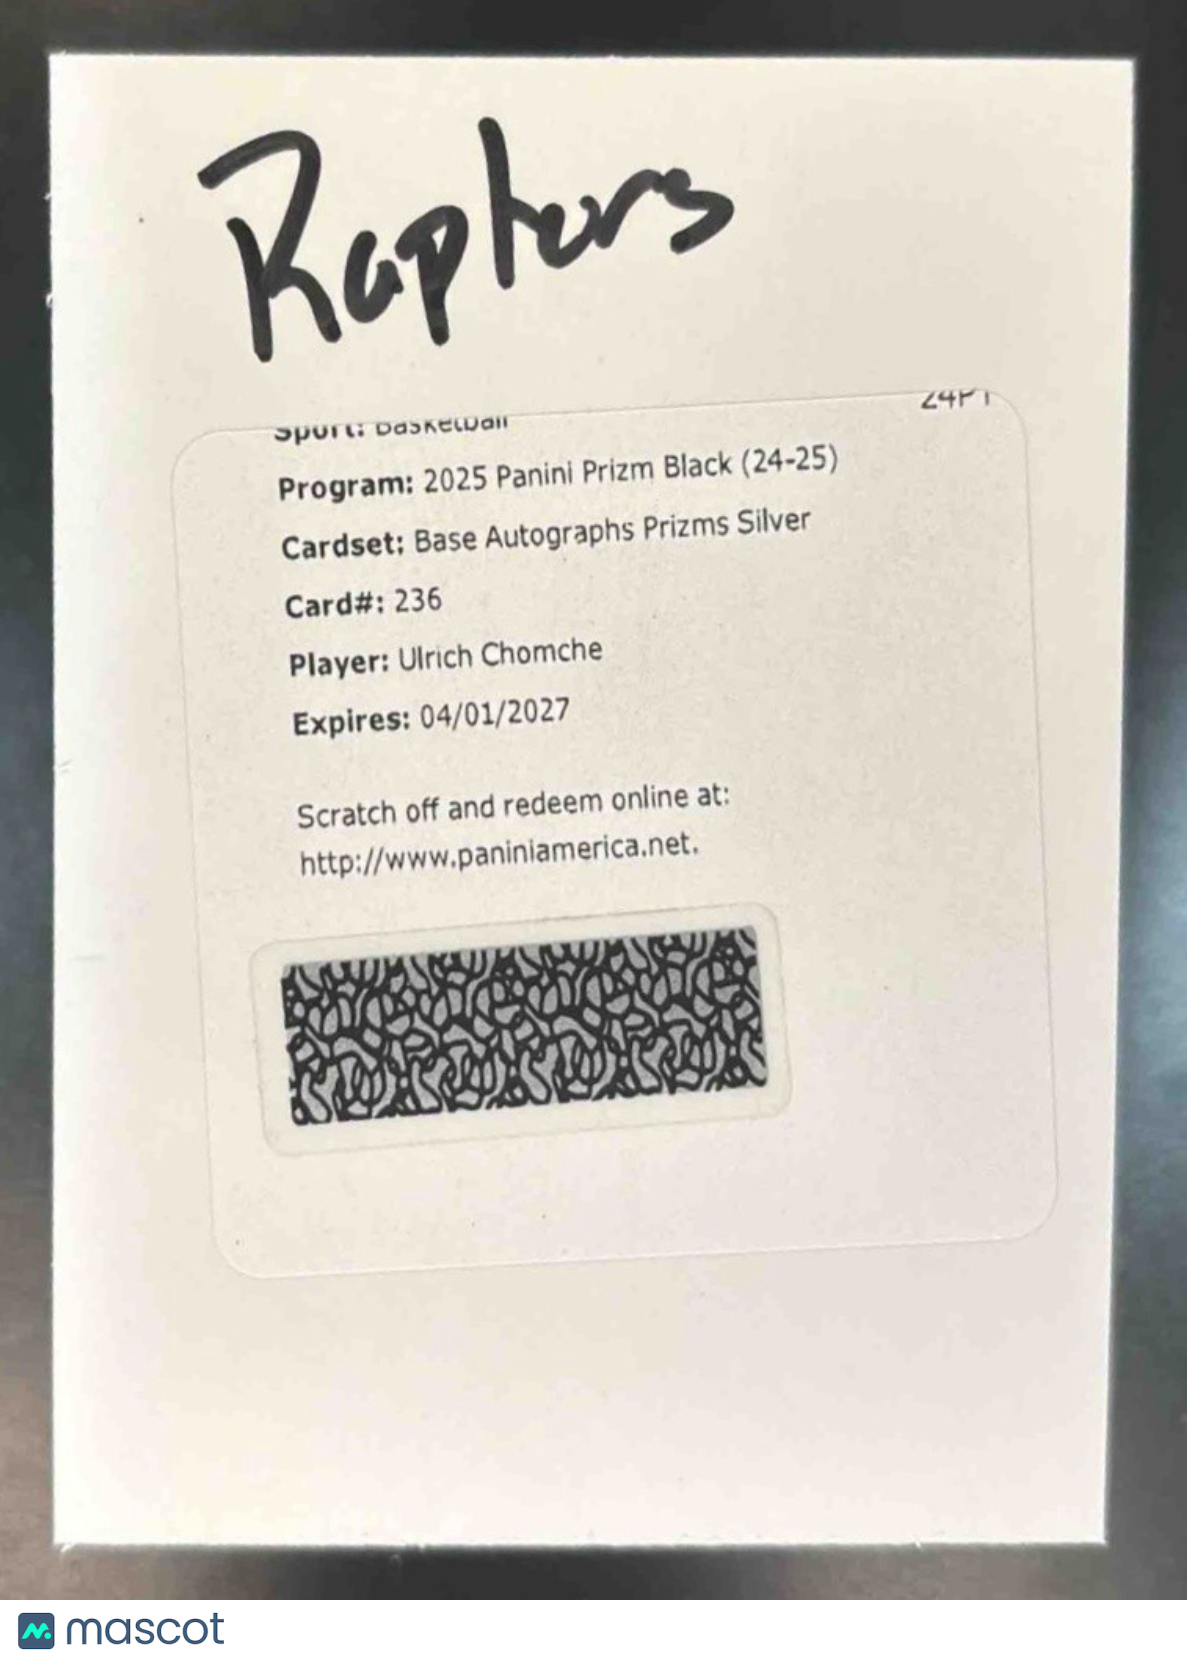 Raptors
24PT
Sport: Basketball
Program: 2025 Panini Prizm Black (24-25)
Cardset: Base Autographs Prizms Silver
Card#: 236
Player: Ulrich Chomche
Expires: 04/01/2027
Scratch off and redeem online at:
http://www.paniniamerica.net.
mascot